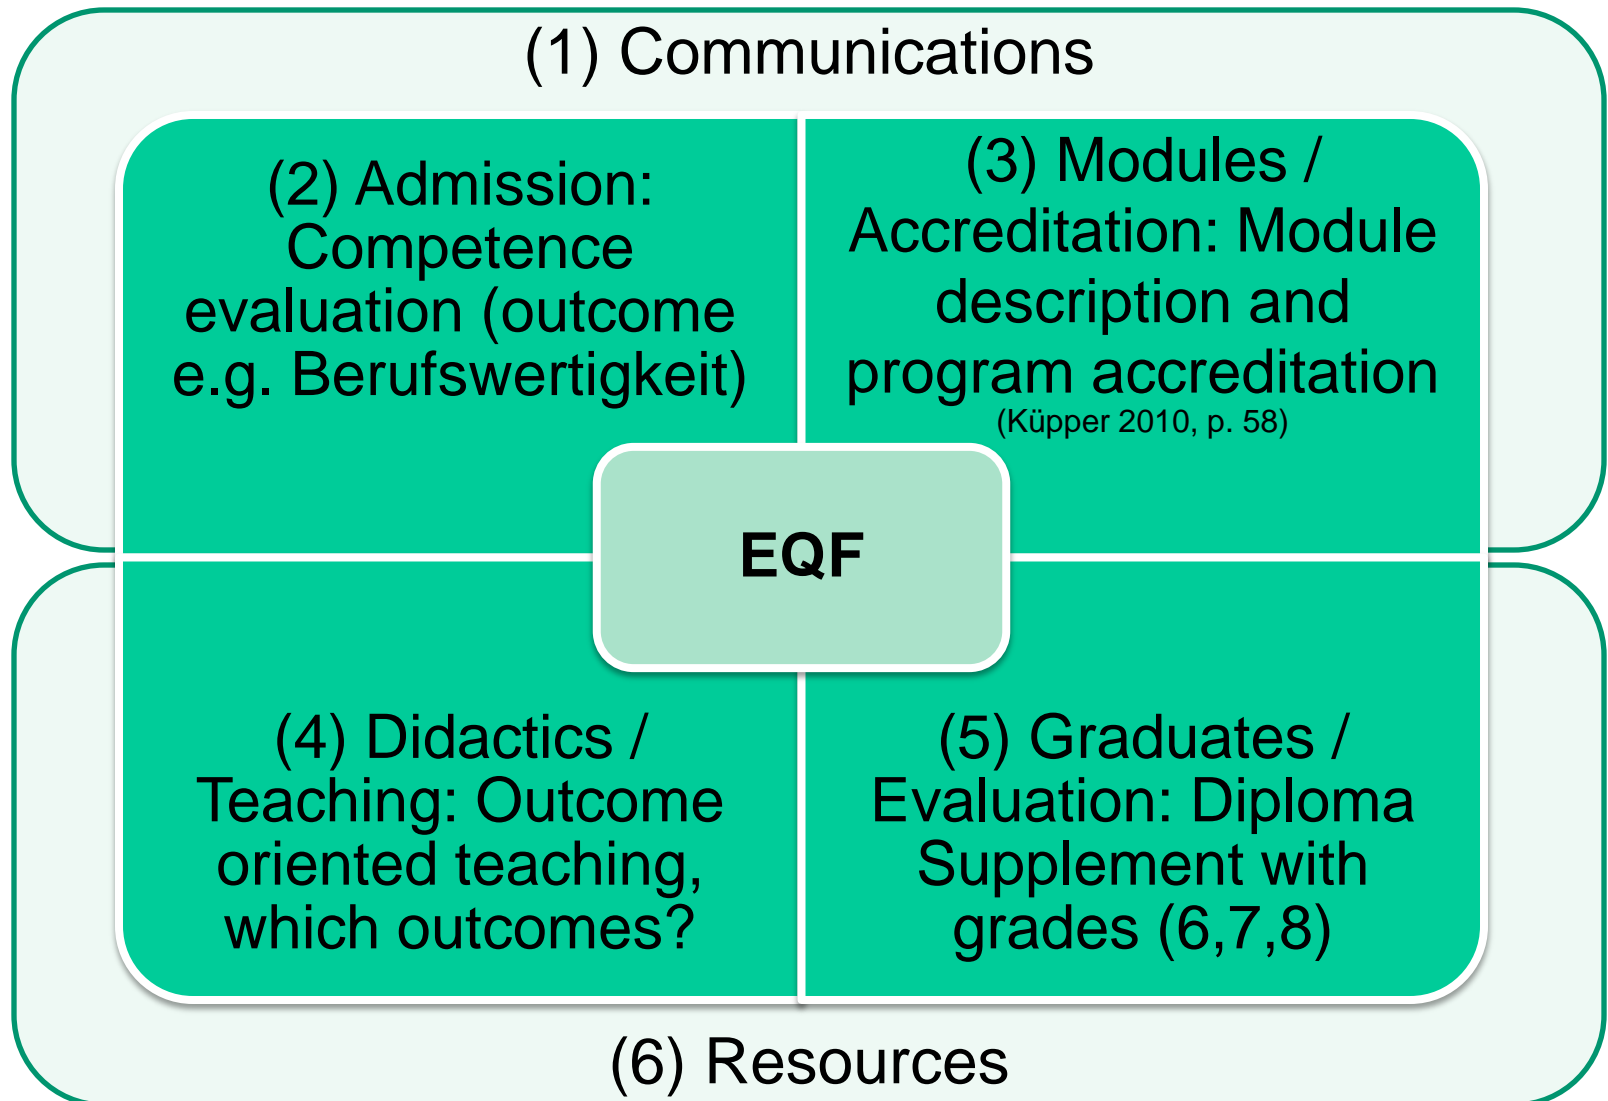 (1) Communications
(2) Admission:
Competence
evaluation (outcome
e.g. Berufswertigkeit)
(3) Modules /
Accreditation: Module
description and
program accreditation
(Küpper 2010, p. 58)
EQF
(4) Didactics /
Teaching: Outcome
oriented teaching,
which outcomes?
(5) Graduates /
Evaluation: Diploma
Supplement with
grades (6,7,8)
(6) Resources